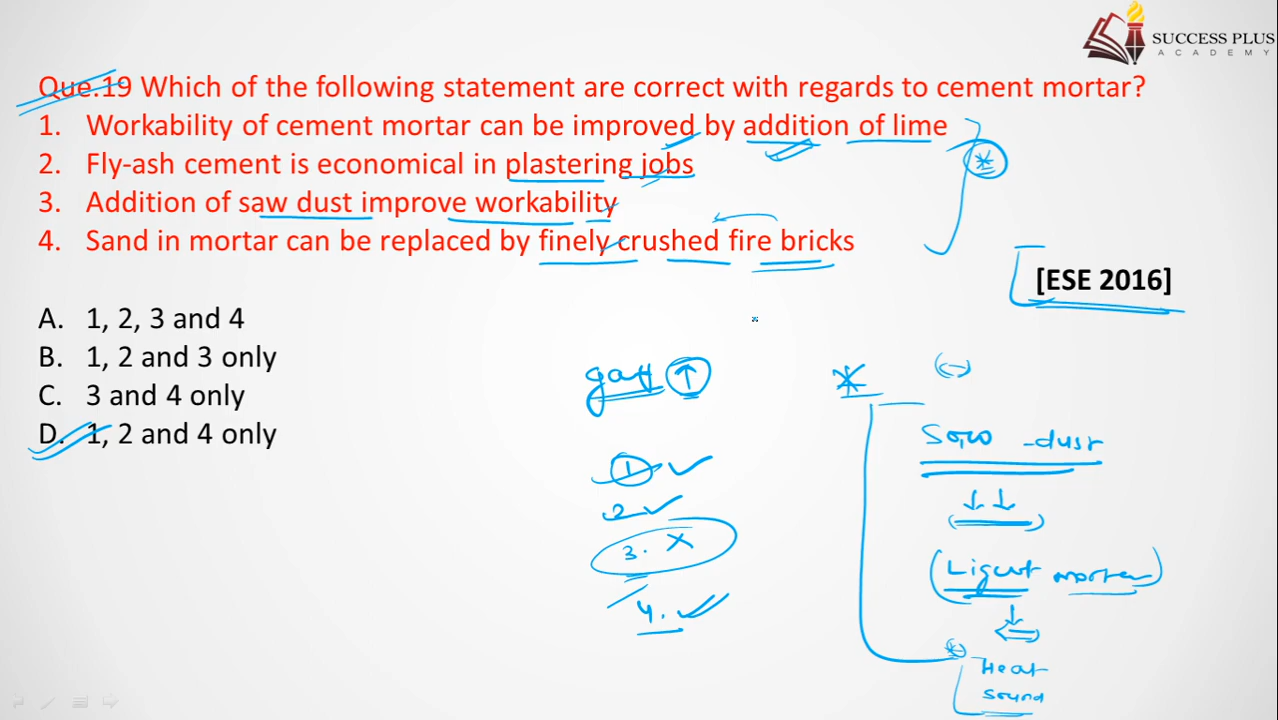 SUCCESS PLUS
ACADEMY
Que.19 Which of the following statement are correct with regards to cement mortar?
1. Workability of cement mortar can be improved by addition of lime
2. Fly-ash cement is economical in plastering jobs
3. Addition of saw dust improve workability
4. Sand in mortar can be replaced by finely crushed fire bricks
[ESE 2016]
A. 1, 2, 3 and 4
B. 1, 2 and 3 only
C. 3 and 4 only
D. 1, 2 and 4 only
1 ✓
2 ✓
3. X
4. ✓
Saw -dust
Heat
Sound